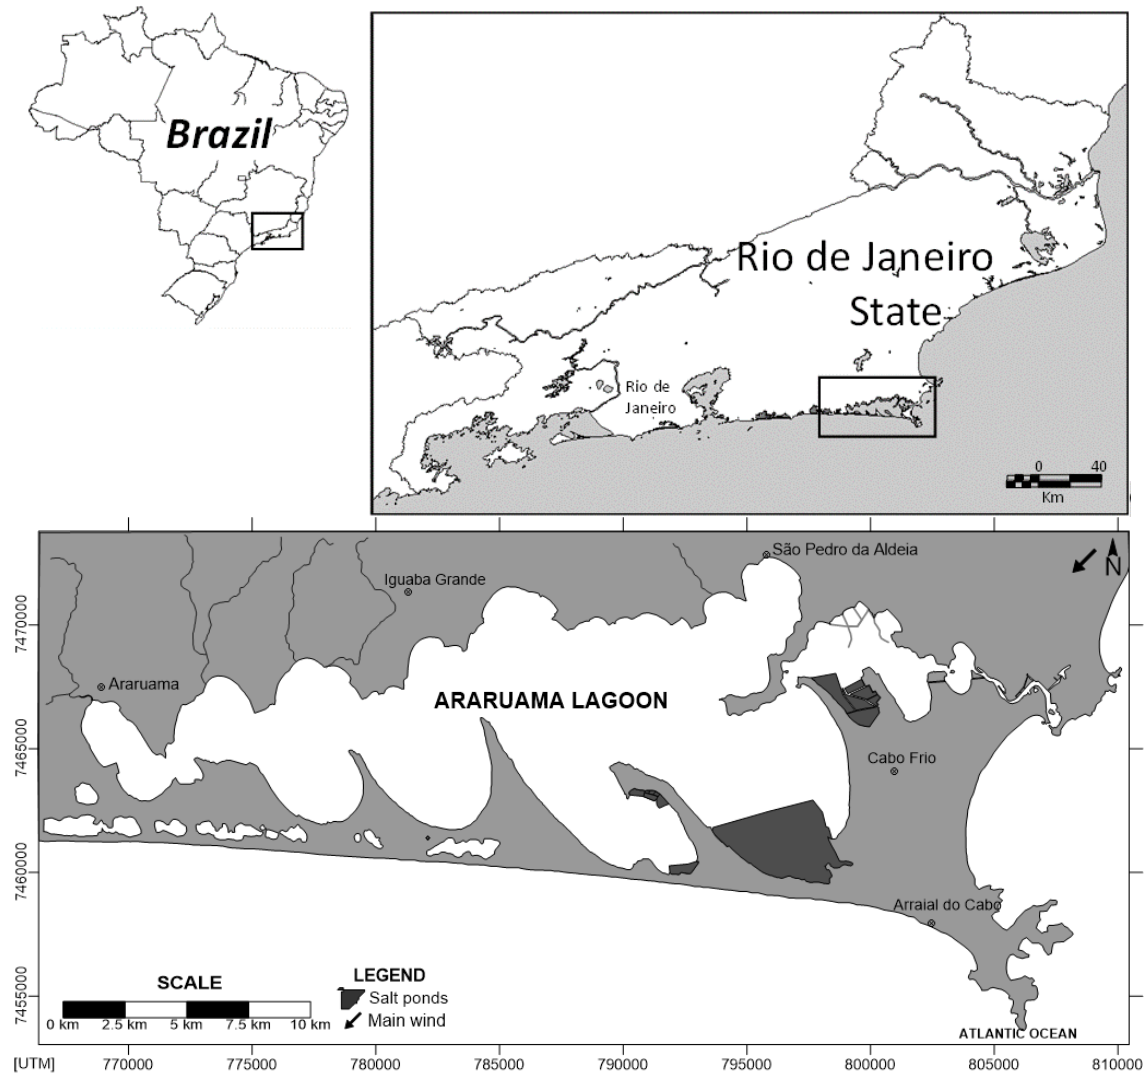 Brazil
Rio de Janeiro
State
Rio de
Janeiro
0 40
Km
São Pedro da Aldeia
N
Iguaba Grande
Araruama
ARARUAMA LAGOON
Cabo Frio
Arraial do Cabo
7470000
7465000
7460000
7455000
SCALE
0 km 2.5 km 5 km 7.5 km 10 km
LEGEND
Salt ponds
Main wind
ATLANTIC OCEAN
[UTM] 770000 775000 780000 785000 790000 795000 800000 805000 810000